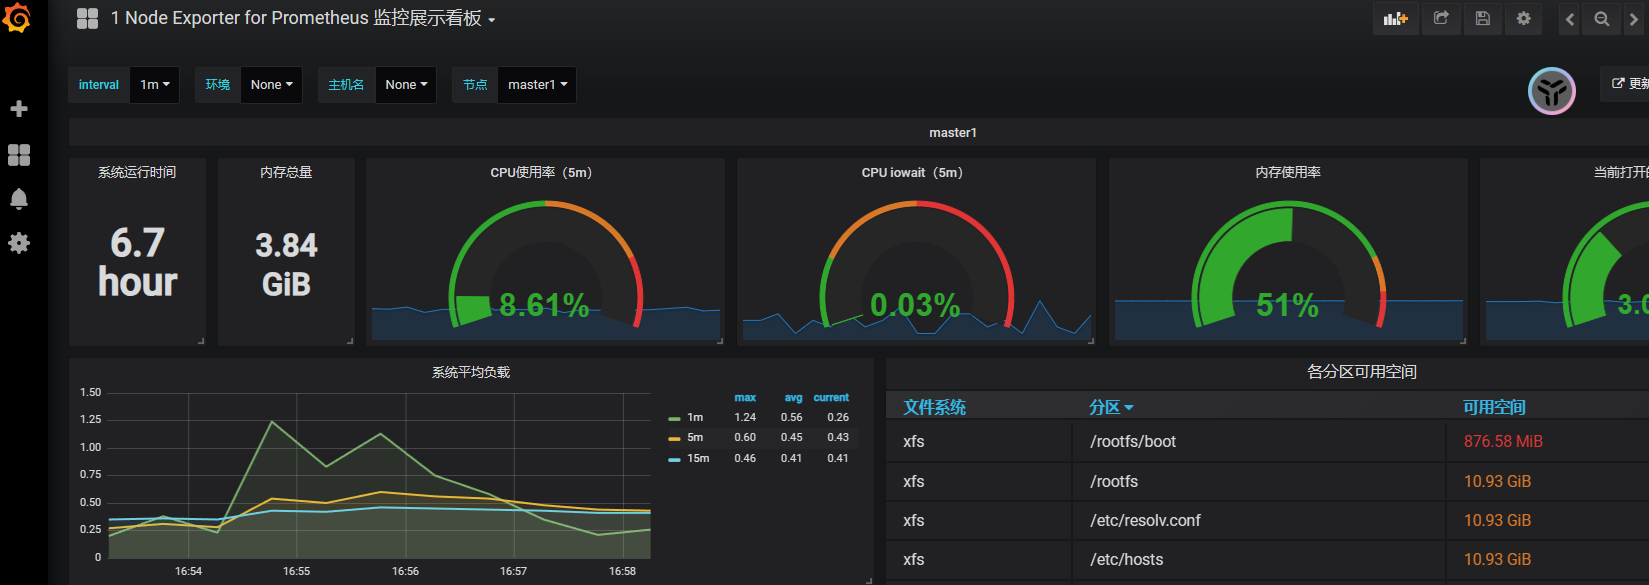 1 Node Exporter for Prometheus 监控展示看板
interval 1m 环境 None 主机名 None 节点 master1 更新
master1
系统运行时间
6.7
hour
内存总量
3.84
GiB
CPU使用率（5m）
8.61%
CPU iowait（5m）
0.03%
内存使用率
51%
当前打开的
3.0
系统平均负载
1.50
1.25
1.00
0.75
0.50
0.25
0
16:54 16:55 16:56 16:57 16:58
max avg current
1m 1.24 0.56 0.26
5m 0.60 0.45 0.43
15m 0.46 0.41 0.41
各分区可用空间
文件系统 分区 可用空间
xfs /rootfs/boot 876.58 MiB
xfs /rootfs 10.93 GiB
xfs /etc/resolv.conf 10.93 GiB
xfs /etc/hosts 10.93 GiB